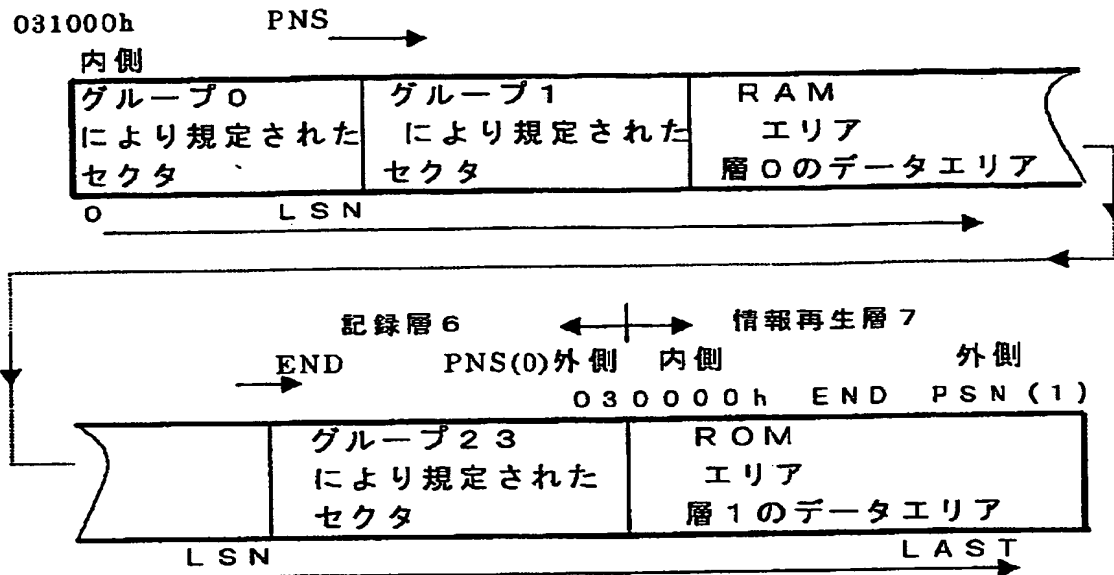 031000h PNS
内側
グループ0 グループ1 RAM
により規定された により規定された エリア
セクタ セクタ 層0のデータエリア
0 LSN
記録層6 情報再生層7
END PNS(0)外側 内側 外側
030000h END PSN(1)
グループ23 ROM
により規定された エリア
セクタ 層1のデータエリア
LSN LAST